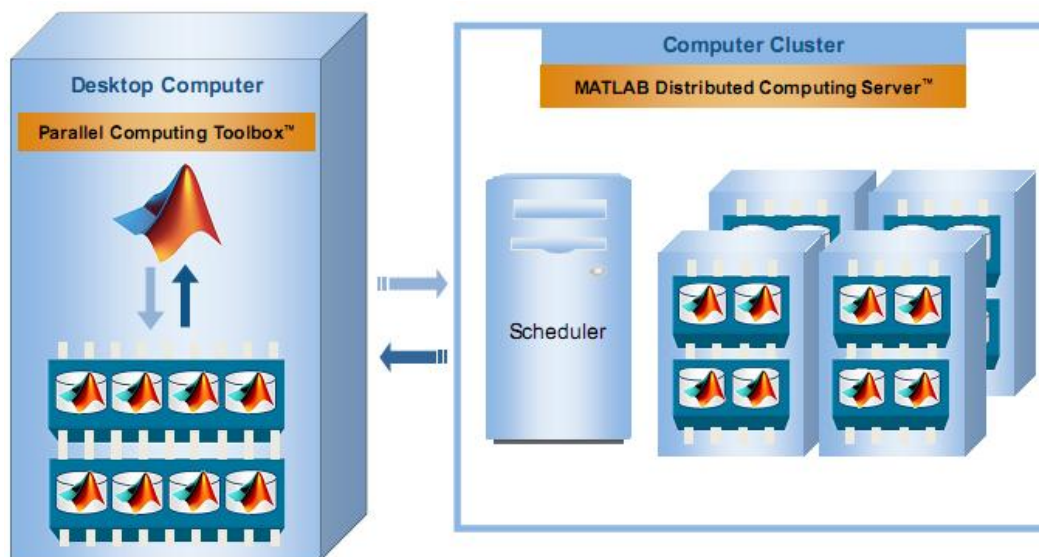 Desktop Computer
Parallel Computing Toolbox™
Computer Cluster
MATLAB Distributed Computing Server™
Scheduler